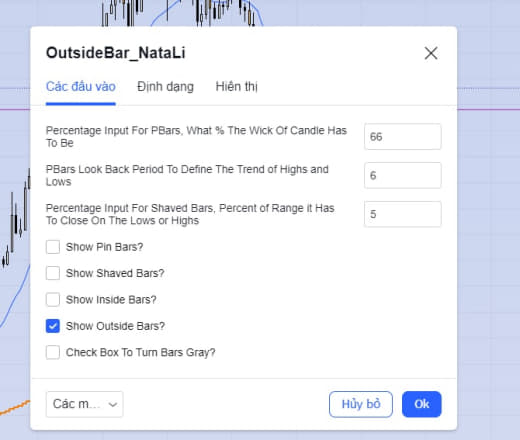 OutsideBar_NataLi
Các đầu vào Định dạng Hiển thị
Percentage Input For PBars, What % The Wick Of Candle Has
To Be
66
PBars Look Back Period To Define The Trend of Highs and
Lows
6
Percentage Input For Shaved Bars, Percent of Range it Has
To Close On The Lows or Highs
5
Show Pin Bars?
Show Shaved Bars?
Show Inside Bars?
Show Outside Bars?
Check Box To Turn Bars Gray?
Các m...
Hủy bỏ
Ok